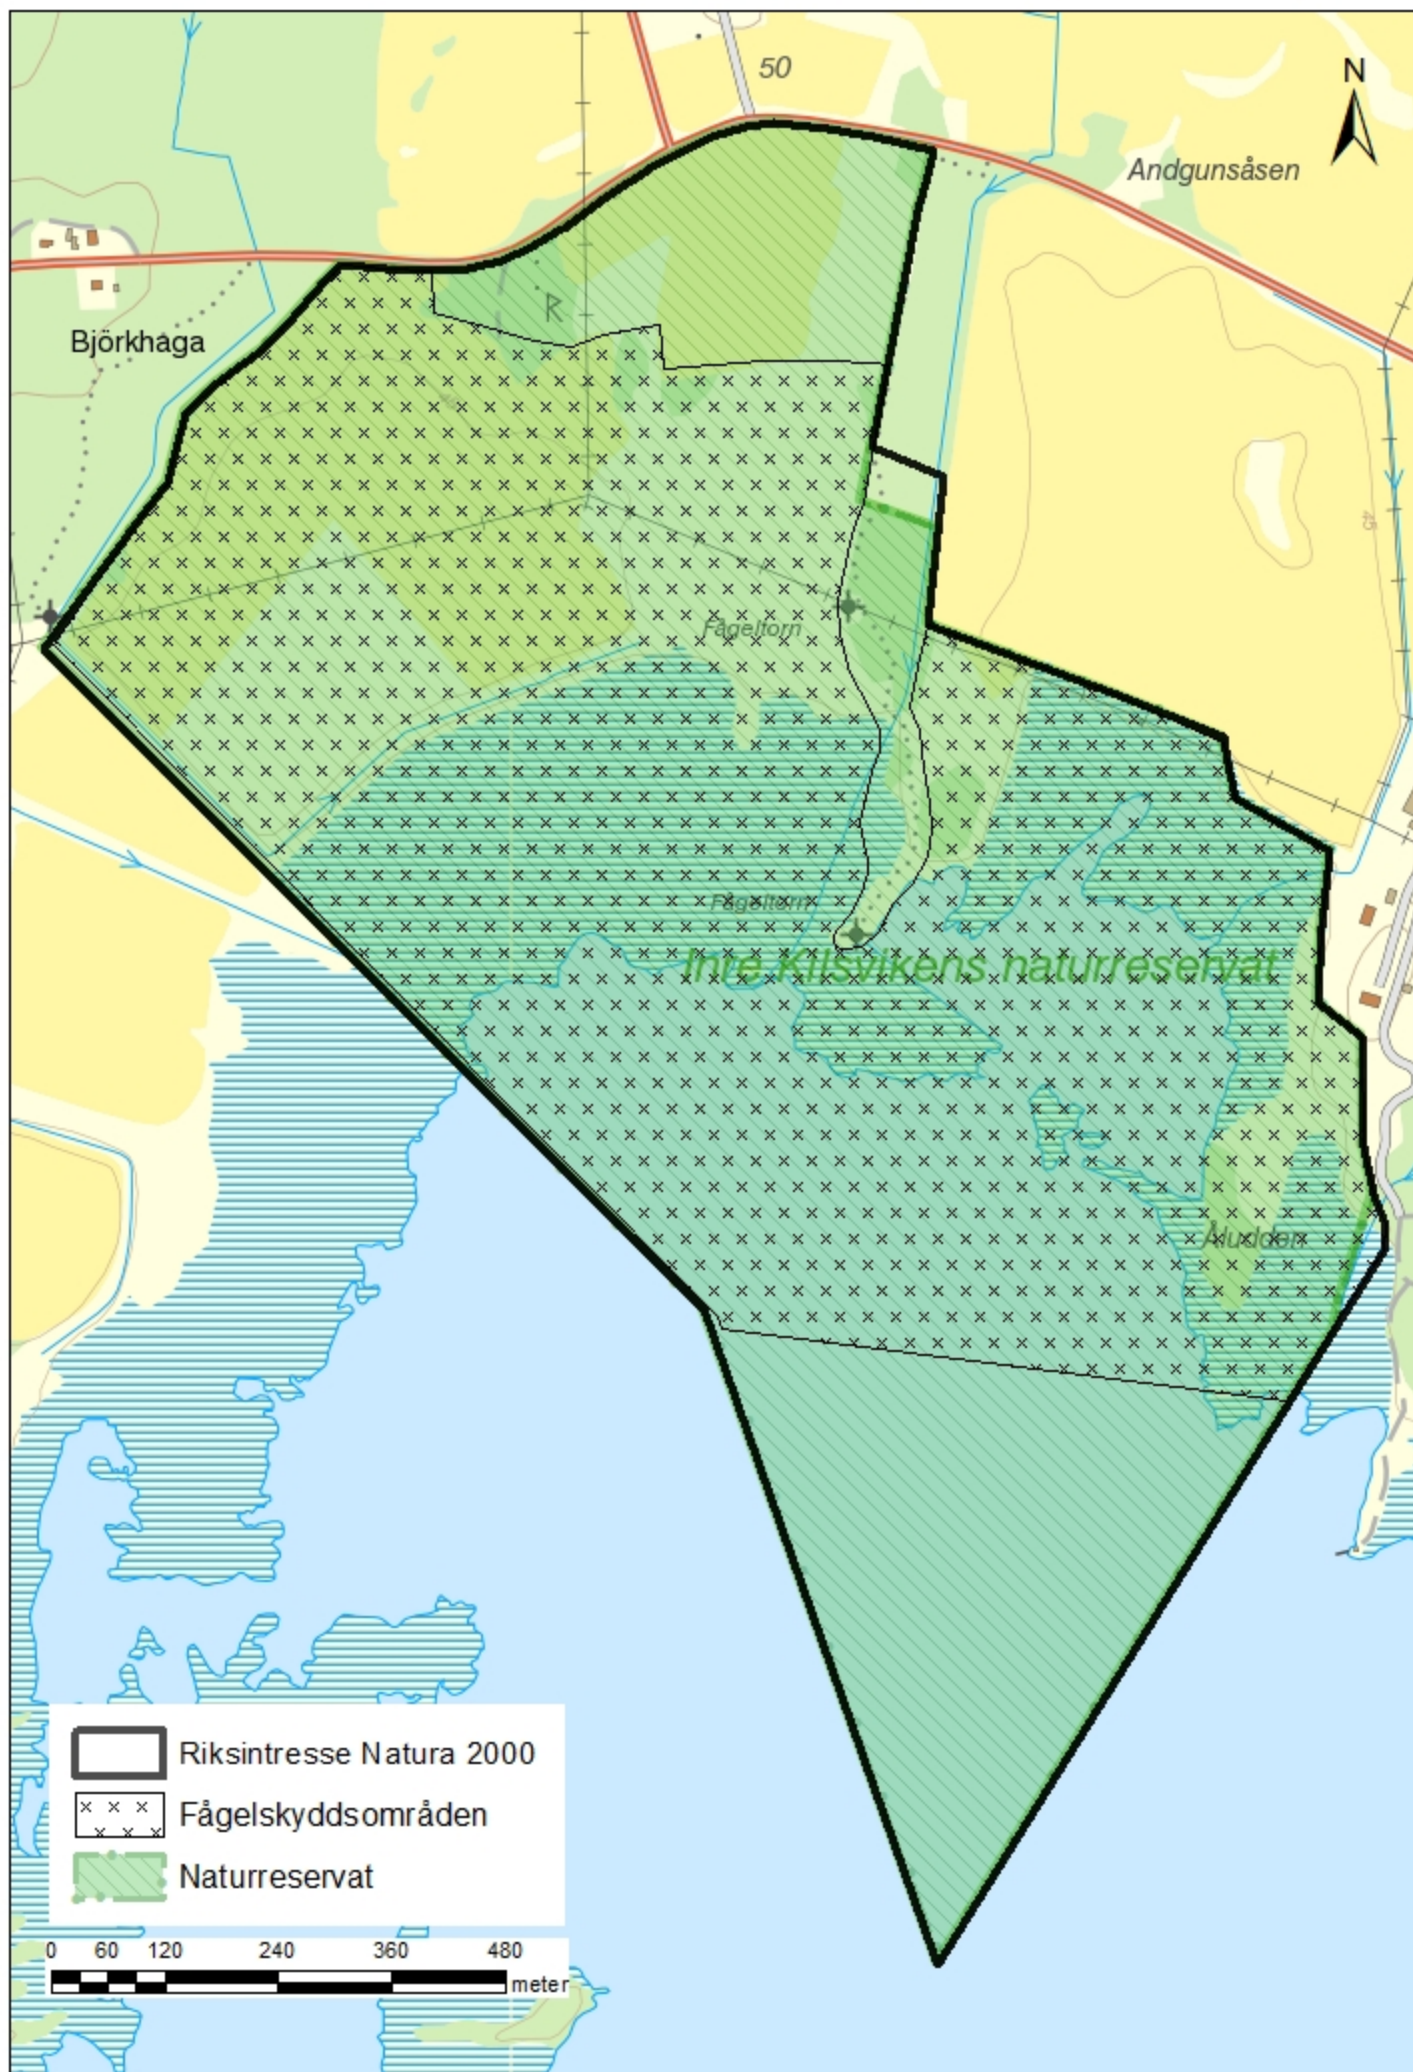 50
N
Andgunsåsen
R
Björkhaga
Fågeltorn
45
Fågeltorn
Inre Kilsvikens naturreservat
Åludden
Riksintresse Natura 2000
Fågelskyddsområden
Naturreservat
0 60 120 240 360 480
meter